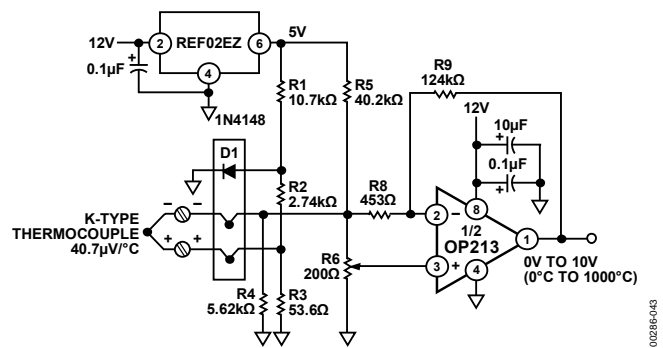 12V
2
REF02EZ
6
5V
+
0.1µF
4
1N4148
R1
10.7kΩ
R5
40.2kΩ
R9
124kΩ
12V
10µF
+
0.1µF
+
D1
R2
2.74kΩ
R8
453Ω
K-TYPE
THERMOCOUPLE
40.7µV/°C
– –
+ +
2
–
8
1/2
OP213
1
3
+
4
R6
200Ω
R4
5.62kΩ
R3
53.6Ω
0V TO 10V
(0°C TO 1000°C)
00286-043